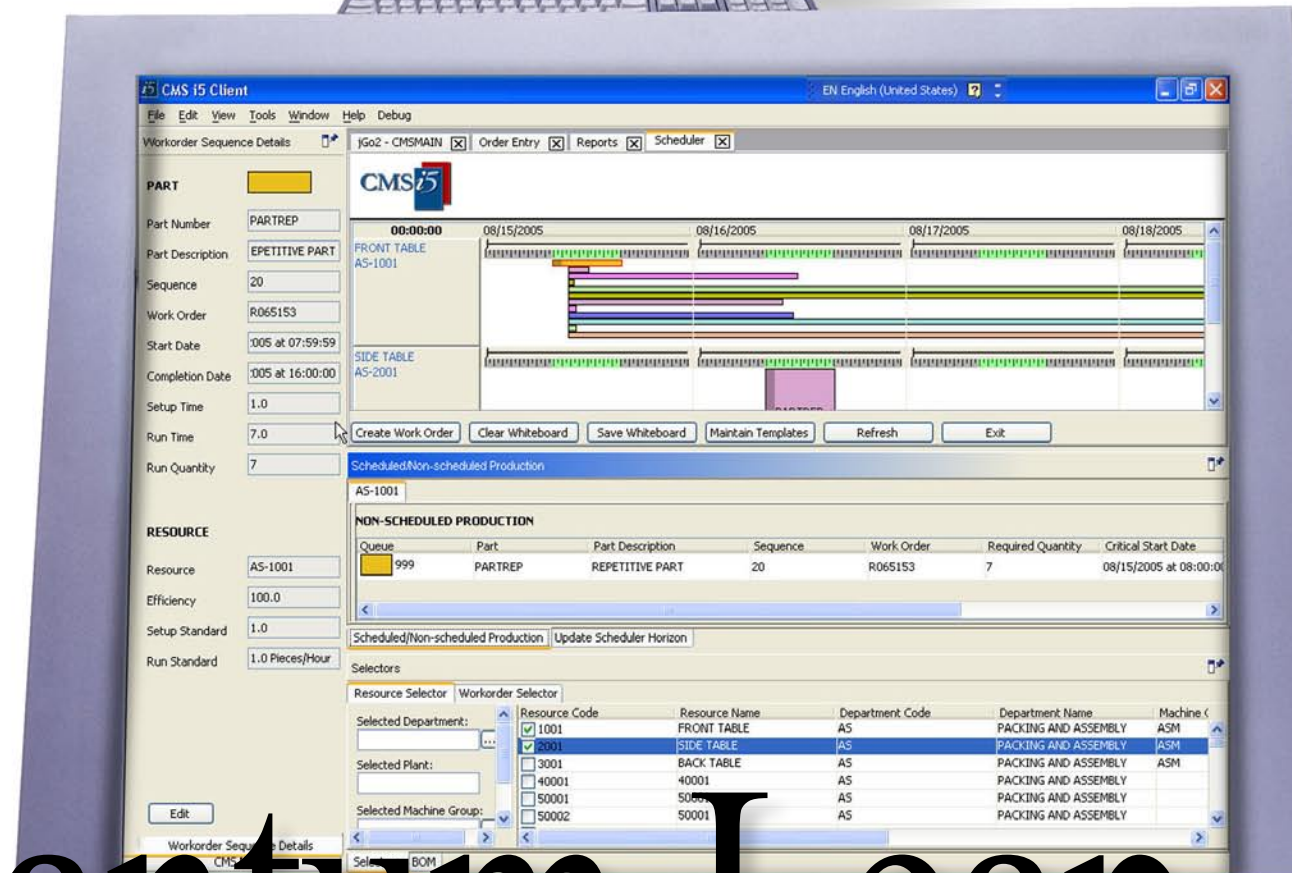 CMS i5 Client
EN English (United States)
File Edit View Tools Window Help Debug
Workorder Sequence Details
jGo2 - CMSMAIN Order Entry Reports Scheduler
CMSi5
PART
Part Number PARTREP
Part Description EPETITIVE PART
Sequence 20
Work Order R065153
Start Date :005 at 07:59:59
Completion Date :005 at 16:00:00
Setup Time 1.0
Run Time 7.0
Run Quantity 7
RESOURCE
Resource AS-1001
Efficiency 100.0
Setup Standard 1.0
Run Standard 1.0 Pieces/Hour
Edit
Workorder Sequence Details
00:00:00 08/15/2005 08/16/2005 08/17/2005 08/18/2005
FRONT TABLE
AS-1001
SIDE TABLE
AS-2001
PARTREP
Create Work Order Clear Whiteboard Save Whiteboard Maintain Templates Refresh Exit
Scheduled/Non-scheduled Production
AS-1001
NON-SCHEDULED PRODUCTION
Queue Part Part Description Sequence Work Order Required Quantity Critical Start Date
999 PARTREP REPETITIVE PART 20 R065153 7 08/15/2005 at 08:00:0
Scheduled/Non-scheduled Production Update Scheduler Horizon
Selectors
Resource Selector Workorder Selector
Selected Department:
...
Selected Plant:
Selected Machine Group:
Resource Code Resource Name Department Code Department Name Machine
1001 FRONT TABLE AS PACKING AND ASSEMBLY ASM
2001 SIDE TABLE AS PACKING AND ASSEMBLY ASM
3001 BACK TABLE AS PACKING AND ASSEMBLY ASM
40001 40001 AS PACKING AND ASSEMBLY
50001 50001 AS PACKING AND ASSEMBLY
50002 50001 AS PACKING AND ASSEMBLY
BOM